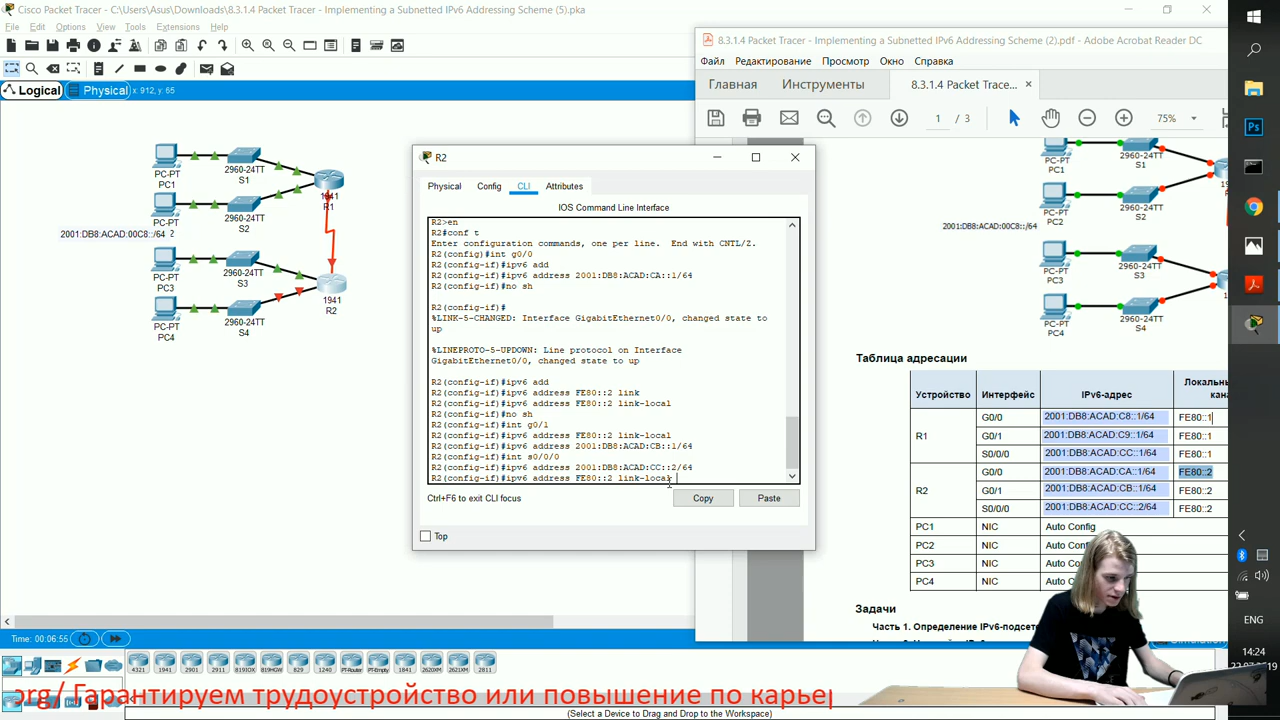 Cisco Packet Tracer - C:\Users\Asus\Downloads\8.3.1.4 Packet Tracer - Implementing a Subnetted IPv6 Addressing Scheme (5).pka
File Edit Options View Tools Extensions Help
Logical Physical x: 912, y: 65
PC-PT
PC1
2960-24TT
S1
1941
R1
PC-PT
PC2
2960-24TT
S2
2001:DB8:ACAD:00C8::/64
PC-PT
PC3
2960-24TT
S3
1941
R2
PC-PT
PC4
2960-24TT
S4
R2
Physical Config CLI Attributes
IOS Command Line Interface
R2>en
R2#conf t
Enter configuration commands, one per line. End with CNTL/Z.
R2(config)#int g0/0
R2(config-if)#ipv6 add
R2(config-if)#ipv6 address 2001:DB8:ACAD:CA::1/64
R2(config-if)#no sh
R2(config-if)#
%LINK-5-CHANGED: Interface GigabitEthernet0/0, changed state to
up
%LINEPROTO-5-UPDOWN: Line protocol on Interface
GigabitEthernet0/0, changed state to up
R2(config-if)#ipv6 add
R2(config-if)#ipv6 address FE80::2 link
R2(config-if)#ipv6 address FE80::2 link-local
R2(config-if)#no sh
R2(config-if)#int g0/1
R2(config-if)#ipv6 address FE80::2 link-local
R2(config-if)#ipv6 address 2001:DB8:ACAD:CB::1/64
R2(config-if)#int s0/0/0
R2(config-if)#ipv6 address 2001:DB8:ACAD:CC::2/64
R2(config-if)#ipv6 address FE80::2 link-local
Ctrl+F6 to exit CLI focus
Copy Paste
Top
8.3.1.4 Packet Tracer - Implementing a Subnetted IPv6 Addressing Scheme (2).pdf - Adobe Acrobat Reader DC
Файл Редактирование Просмотр Окно Справка
Главная Инструменты 8.3.1.4 Packet Trace... ×
1 / 3 75%
PC-PT
PC1
2960-24TT
S1
PC-PT
PC2
2960-24TT
S2
2001:DB8:ACAD:00C8::/64
PC-PT
PC3
2960-24TT
S3
PC-PT
PC4
2960-24TT
S4
Таблица адресации
Устройство Интерфейс IPv6-адрес Локальны
кана
R1 G0/0 2001:DB8:ACAD:C8::1/64 FE80::1
G0/1 2001:DB8:ACAD:C9::1/64 FE80::1
S0/0/0 2001:DB8:ACAD:CC::1/64 FE80::1
R2 G0/0 2001:DB8:ACAD:CA::1/64 FE80::2
G0/1 2001:DB8:ACAD:CB::1/64 FE80::2
S0/0/0 2001:DB8:ACAD:CC::2/64 FE80::2
PC1 NIC Auto Config
PC2 NIC Auto Config
PC3 NIC Auto Co
PC4 NIC Auto Co
Задачи
Часть 1. Определение IPv6-подсет
Time: 00:06:55
4321 1941 2901 2911 819IOX 819HGW 829 1240 PT-Router PT-Empty 1841 2620XM 2621XM 2811
org/ Гарантируем трудоустройство или повышение по карьер
(Select a Device to Drag and Drop to the Workspace)
ENG
14:24